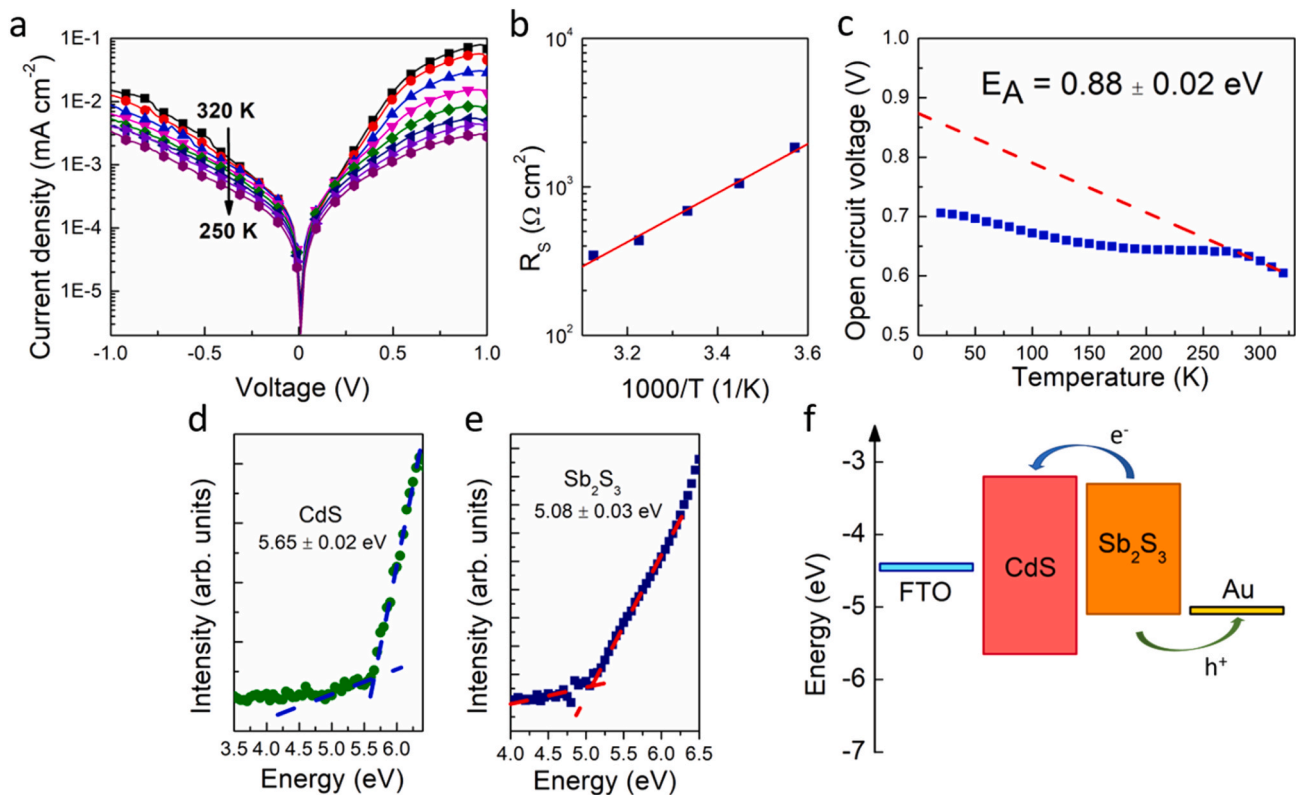 a
1E-1
1E-2
1E-3
1E-4
1E-5
Current density (mA cm⁻²)
320 K
250 K
-1.0 -0.5 0 0.5 1.0
Voltage (V)
b
10⁴
10³
10²
R_S (Ω cm²)
3.2 3.4 3.6
1000/T (1/K)
c
1.0
0.9
0.8
0.7
0.6
0.5
Open circuit voltage (V)
E_A = 0.88 ± 0.02 eV
0 50 100 150 200 250 300
Temperature (K)
d
Intensity (arb. units)
CdS
5.65 ± 0.02 eV
3.5 4.0 4.5 5.0 5.5 6.0
Energy (eV)
e
Intensity (arb. units)
Sb₂S₃
5.08 ± 0.03 eV
4.0 4.5 5.0 5.5 6.0 6.5
Energy (eV)
f
-3
-4
-5
-6
-7
Energy (eV)
e⁻
FTO
CdS
Sb₂S₃
Au
h⁺